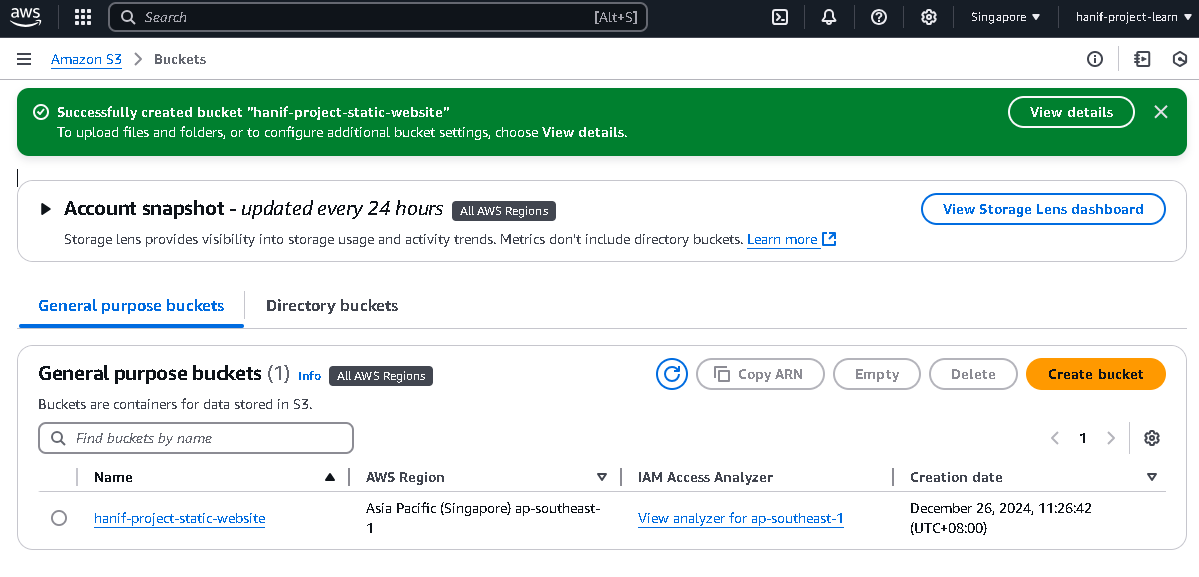 aws
Search [Alt+S] Singapore hanif-project-learn
Amazon S3 Buckets
Successfully created bucket "hanif-project-static-website"
To upload files and folders, or to configure additional bucket settings, choose View details.
View details
Account snapshot - updated every 24 hours All AWS Regions
View Storage Lens dashboard
Storage lens provides visibility into storage usage and activity trends. Metrics don't include directory buckets. Learn more
General purpose buckets Directory buckets
General purpose buckets (1) Info All AWS Regions
Copy ARN Empty Delete Create bucket
Buckets are containers for data stored in S3.
Find buckets by name
1
Name AWS Region IAM Access Analyzer Creation date
hanif-project-static-website
Asia Pacific (Singapore) ap-southeast-
1
View analyzer for ap-southeast-1
December 26, 2024, 11:26:42
(UTC+08:00)